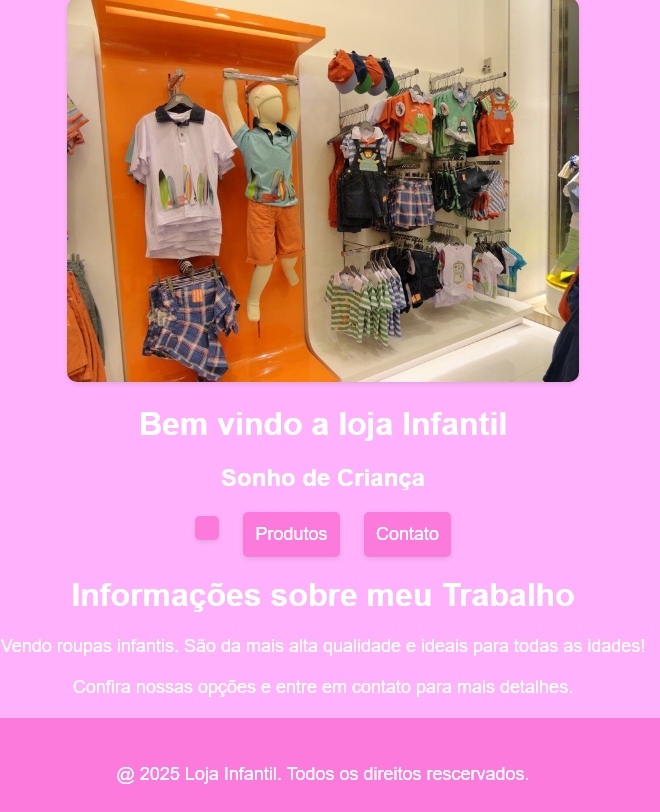 Bem vindo a loja Infantil
Sonho de Criança
Produtos
Contato
Informações sobre meu Trabalho
Vendo roupas infantis. São da mais alta qualidade e ideais para todas as idades!
Confira nossas opções e entre em contato para mais detalhes.
@ 2025 Loja Infantil. Todos os direitos rescervados.